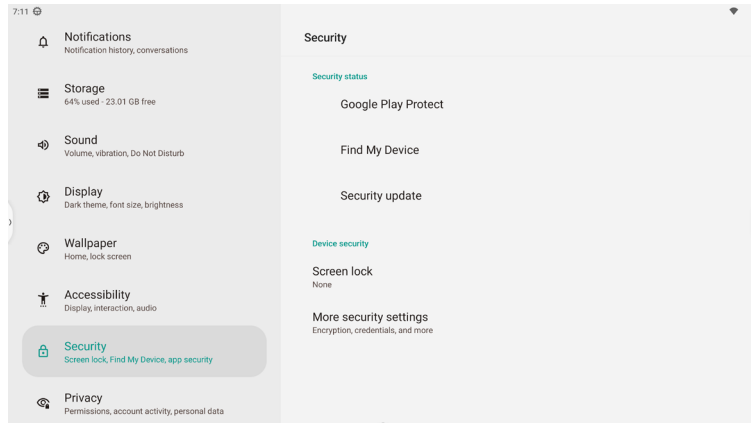 7:11
Notifications
Notification history, conversations
Storage
64% used - 23.01 GB free
Sound
Volume, vibration, Do Not Disturb
Display
Dark theme, font size, brightness
Wallpaper
Home, lock screen
Accessibility
Display, interaction, audio
Security
Screen lock, Find My Device, app security
Privacy
Permissions, account activity, personal data
Security
Security status
Google Play Protect
Find My Device
Security update
Device security
Screen lock
None
More security settings
Encryption, credentials, and more